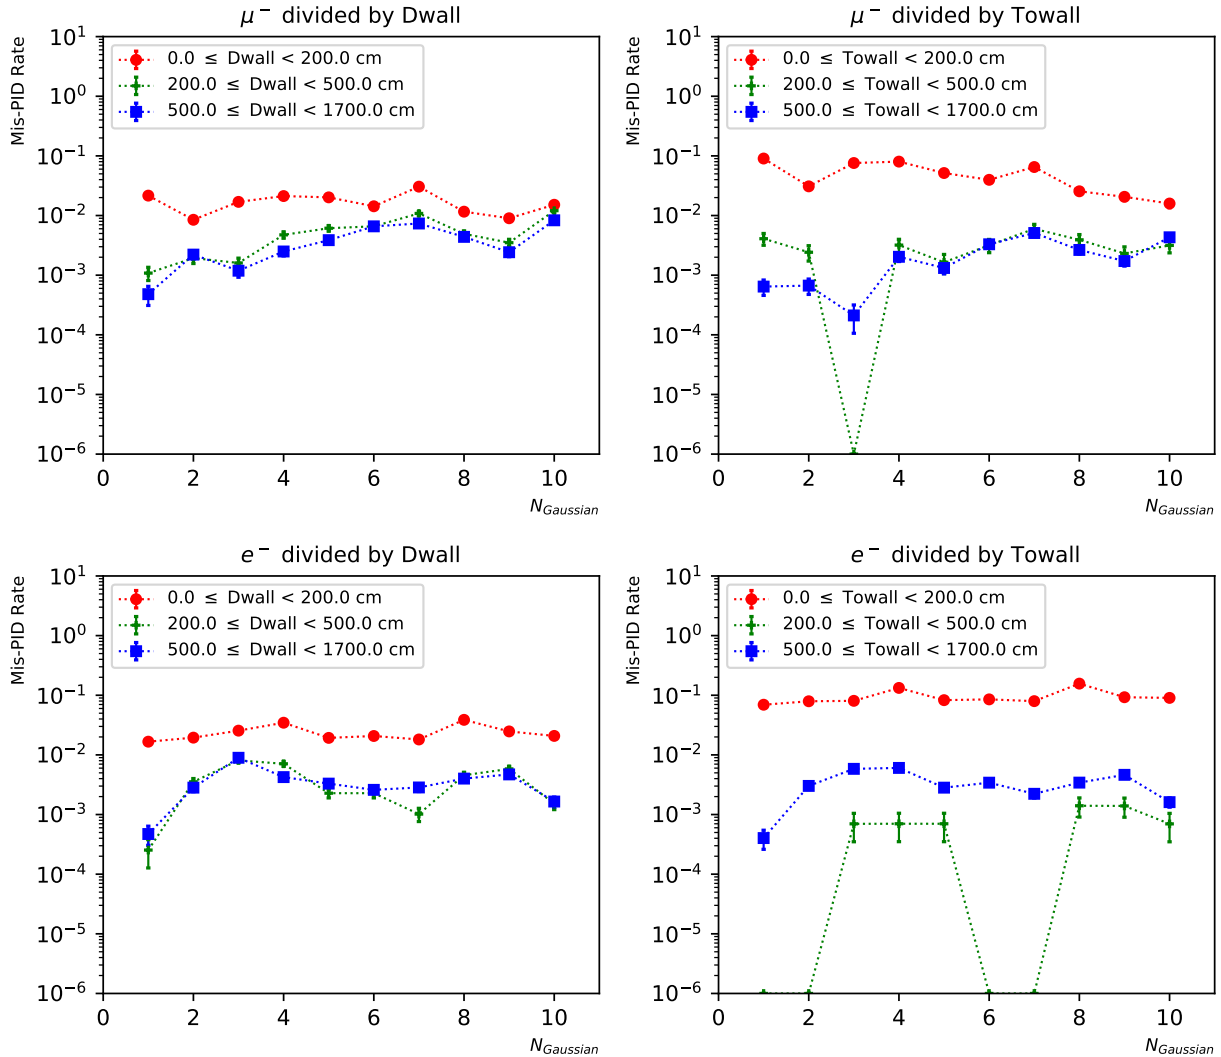 μ⁻ divided by Dwall
Mis-PID Rate
10¹
10⁰
10⁻¹
10⁻²
10⁻³
10⁻⁴
10⁻⁵
10⁻⁶
0.0 ≤ Dwall < 200.0 cm
200.0 ≤ Dwall < 500.0 cm
500.0 ≤ Dwall < 1700.0 cm
0 2 4 6 8 10
N_Gaussian
μ⁻ divided by Towall
Mis-PID Rate
10¹
10⁰
10⁻¹
10⁻²
10⁻³
10⁻⁴
10⁻⁵
10⁻⁶
0.0 ≤ Towall < 200.0 cm
200.0 ≤ Towall < 500.0 cm
500.0 ≤ Towall < 1700.0 cm
0 2 4 6 8 10
N_Gaussian
e⁻ divided by Dwall
Mis-PID Rate
10¹
10⁰
10⁻¹
10⁻²
10⁻³
10⁻⁴
10⁻⁵
10⁻⁶
0.0 ≤ Dwall < 200.0 cm
200.0 ≤ Dwall < 500.0 cm
500.0 ≤ Dwall < 1700.0 cm
0 2 4 6 8 10
N_Gaussian
e⁻ divided by Towall
Mis-PID Rate
10¹
10⁰
10⁻¹
10⁻²
10⁻³
10⁻⁴
10⁻⁵
10⁻⁶
0.0 ≤ Towall < 200.0 cm
200.0 ≤ Towall < 500.0 cm
500.0 ≤ Towall < 1700.0 cm
0 2 4 6 8 10
N_Gaussian